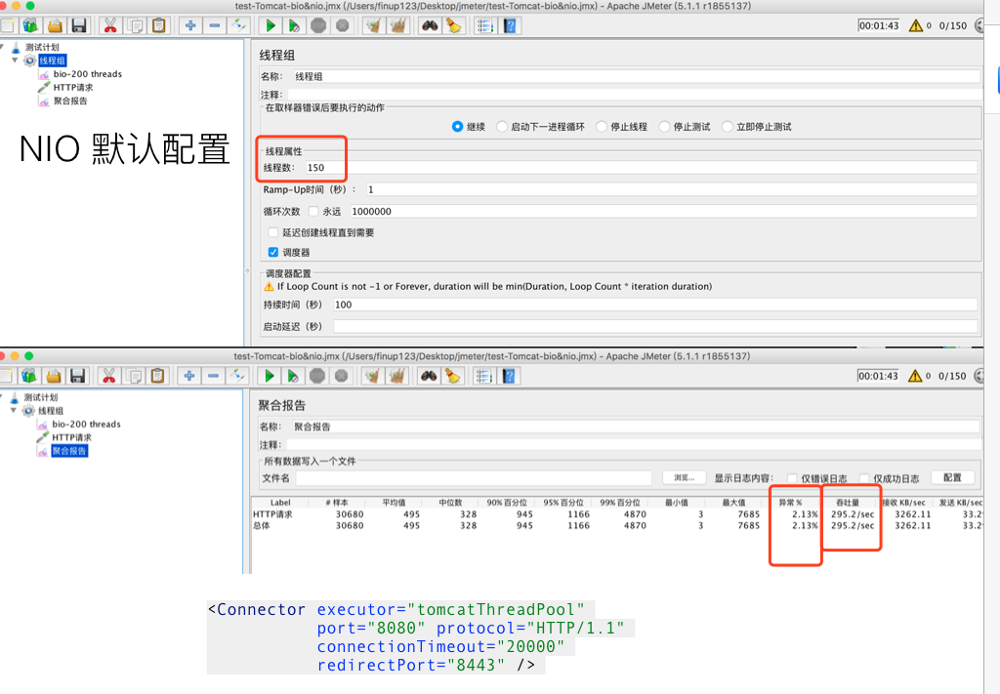 test-Tomcat-bio&nio.jmx (/Users/finup123/Desktop/jmeter/test-Tomcat-bio&nio.jmx) - Apache JMeter (5.1.1 r1855137)
00:01:43 0 0/150
测试计划
线程组
bio-200 threads
HTTP请求
聚合报告
NIO 默认配置
线程组
名称: 线程组
注释:
在取样器错误后要执行的动作
继续 启动下一进程循环 停止线程 停止测试 立即停止测试
线程属性
线程数: 150
Ramp-Up时间（秒）: 1
循环次数 永远 1000000
延迟创建线程直到需要
调度器
调度器配置
If Loop Count is not -1 or Forever, duration will be min(Duration, Loop Count * iteration duration)
持续时间（秒） 100
启动延迟（秒）
test-Tomcat-bio&nio.jmx (/Users/finup123/Desktop/jmeter/test-Tomcat-bio&nio.jmx) - Apache JMeter (5.1.1 r1855137)
00:01:43 0 0/150
测试计划
线程组
bio-200 threads
HTTP请求
聚合报告
聚合报告
名称: 聚合报告
注释:
所有数据写入一个文件
文件名 浏览... 显示日志内容: 仅错误日志 仅成功日志 配置
Label # 样本 平均值 中位数 90% 百分位 95% 百分位 99% 百分位 最小值 最大值 异常 % 吞吐量 接收 KB/sec 发送 KB/sec
HTTP请求 30680 495 328 945 1166 4870 3 7685 2.13% 295.2/sec 3262.11 33.29
总体 30680 495 328 945 1166 4870 3 7685 2.13% 295.2/sec 3262.11 33.2
<Connector executor="tomcatThreadPool"
port="8080" protocol="HTTP/1.1"
connectionTimeout="20000"
redirectPort="8443" />